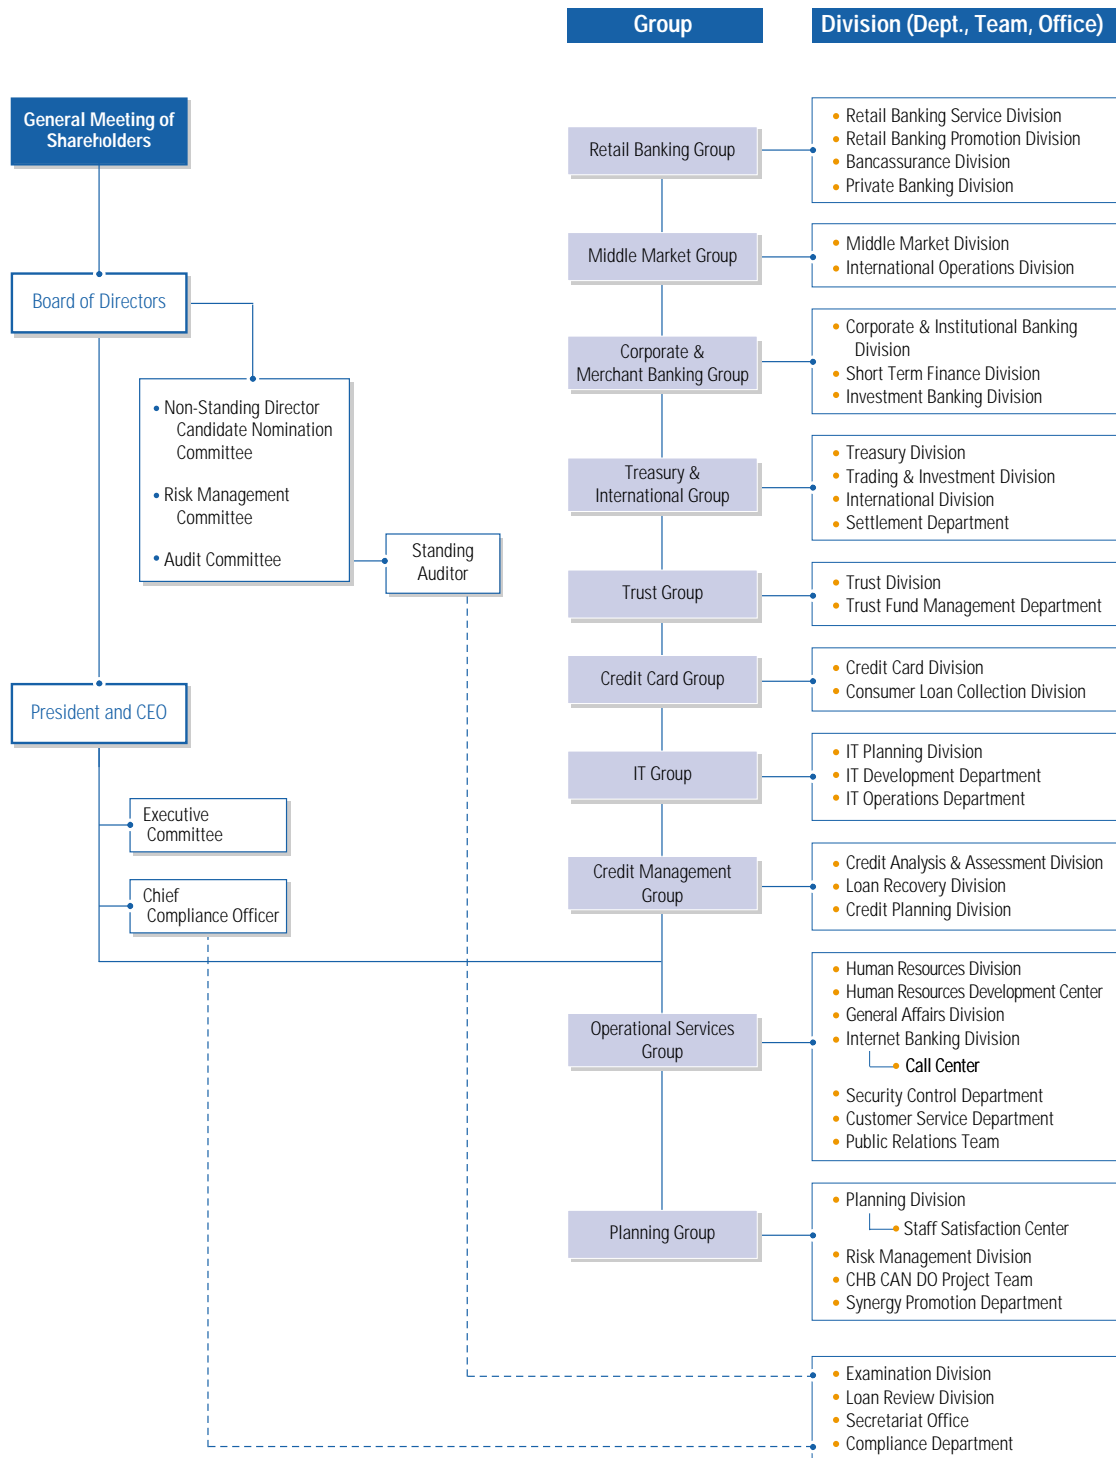 Group
Division (Dept., Team, Office)
General Meeting of
Shareholders
Board of Directors
• Non-Standing Director
Candidate Nomination
Committee
• Risk Management
Committee
• Audit Committee
Standing
Auditor
President and CEO
Executive
Committee
Chief
Compliance Officer
Retail Banking Group
• Retail Banking Service Division
• Retail Banking Promotion Division
• Bancassurance Division
• Private Banking Division
Middle Market Group
• Middle Market Division
• International Operations Division
Corporate &
Merchant Banking Group
• Corporate & Institutional Banking
Division
• Short Term Finance Division
• Investment Banking Division
Treasury &
International Group
• Treasury Division
• Trading & Investment Division
• International Division
• Settlement Department
Trust Group
• Trust Division
• Trust Fund Management Department
Credit Card Group
• Credit Card Division
• Consumer Loan Collection Division
IT Group
• IT Planning Division
• IT Development Department
• IT Operations Department
Credit Management
Group
• Credit Analysis & Assessment Division
• Loan Recovery Division
• Credit Planning Division
Operational Services
Group
• Human Resources Division
• Human Resources Development Center
• General Affairs Division
• Internet Banking Division
• Call Center
• Security Control Department
• Customer Service Department
• Public Relations Team
Planning Group
• Planning Division
• Staff Satisfaction Center
• Risk Management Division
• CHB CAN DO Project Team
• Synergy Promotion Department
• Examination Division
• Loan Review Division
• Secretariat Office
• Compliance Department